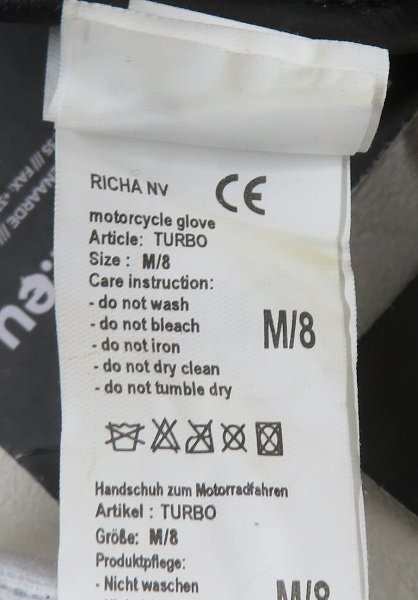 RICHA NV CE
motorcycle glove
Article: TURBO
Size: M/8
Care instruction:
- do not wash
- do not bleach
- do not iron
- do not dry clean
- do not tumble dry
M/8
Handschuh zum Motorradfahren
Artikel : TURBO
Größe: M/8
Produktpflege:
- Nicht waschen
M/8
.eu